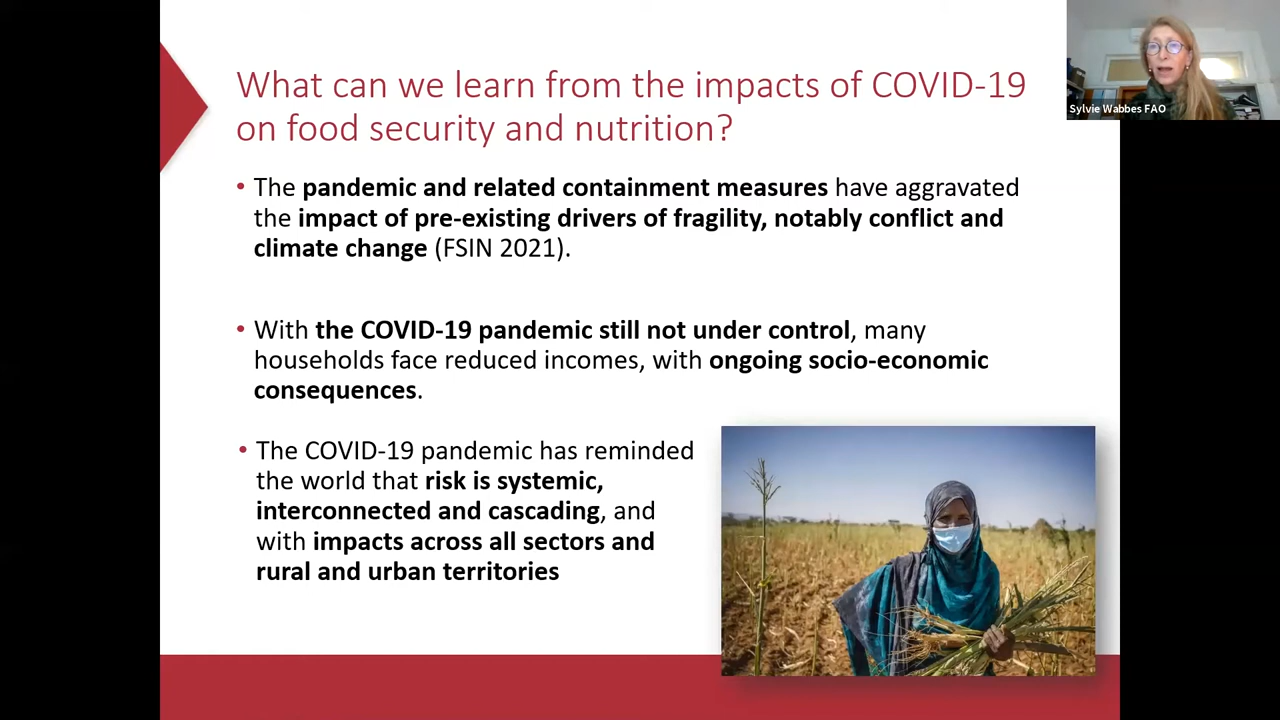 What can we learn from the impacts of COVID-19
on food security and nutrition?
Sylvie Wabbes FAO
• The pandemic and related containment measures have aggravated
the impact of pre-existing drivers of fragility, notably conflict and
climate change (FSIN 2021).
• With the COVID-19 pandemic still not under control, many
households face reduced incomes, with ongoing socio-economic
consequences.
• The COVID-19 pandemic has reminded
the world that risk is systemic,
interconnected and cascading, and
with impacts across all sectors and
rural and urban territories